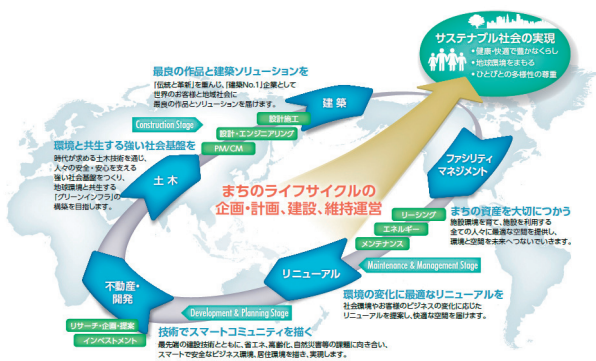 サステナブル社会の実現
・健康・快適で豊かなくらし
・地球環境をまもる
・ひとびとの多様性の尊重
最良の作品と建築ソリューションを
「伝統と革新」を重んじ、「建築No.1」企業として
世界のお客様と地域社会に
最良の作品とソリューションを届けます。
建 築
Construction Stage
設計施工
設計・エンジニアリング
PM/CM
環境と共生する強い社会基盤を
時代が求める土木技術を通じ、
人々の安全・安心を支える
強い社会基盤をつくり、
地球環境と共生する
「グリーンインフラ」の
構築を目指します。
土 木
ファシリティ
マネジメント
まちのライフサイクルの
企画・計画、建設、維持運営
リーシング
エネルギー
メンテナンス
まちの資産を大切につかう
施設環境を育て、施設を利用する
全ての人々に最適な空間を提供し、
環境と空間を未来へつないでいきます。
リニューアル
Maintenance & Management Stage
不動産・
開発
環境の変化に最適なリニューアルを
社会環境やお客様のビジネスの変化に応じた
リニューアルを提案し、快適な空間を届けます。
Development & Planning Stage
リサーチ・企画・提案
インベストメント
技術でスマートコミュニティを描く
最先端の建設技術とともに、省エネ、高齢化、自然災害等の課題に向き合い、
スマートで安全なビジネス環境、居住環境を描き、実現します。